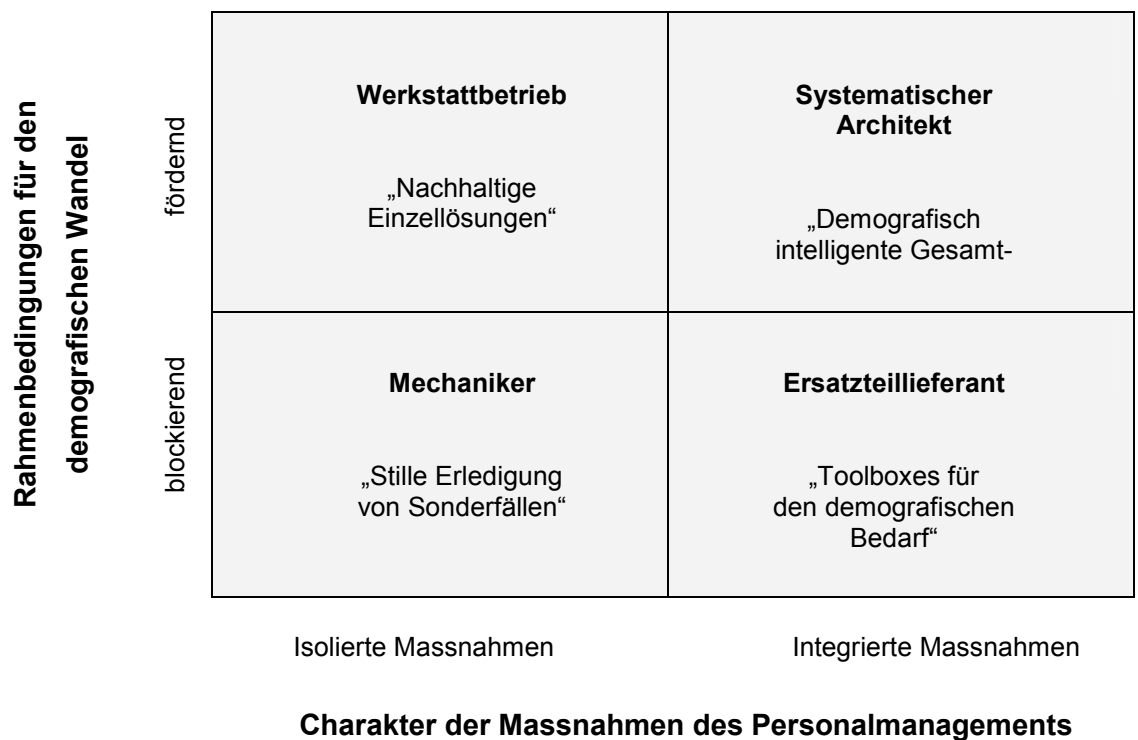 Rahmenbedingungen für den
demografischen Wandel
fördernd
blockierend
Werkstattbetrieb
„Nachhaltige
Einzellösungen“
Systematischer
Architekt
„Demografisch
intelligente Gesamt-
Mechaniker
„Stille Erledigung
von Sonderfällen“
Ersatzteillieferant
„Toolboxes für
den demografischen
Bedarf“
Isolierte Massnahmen
Integrierte Massnahmen
Charakter der Massnahmen des Personalmanagements